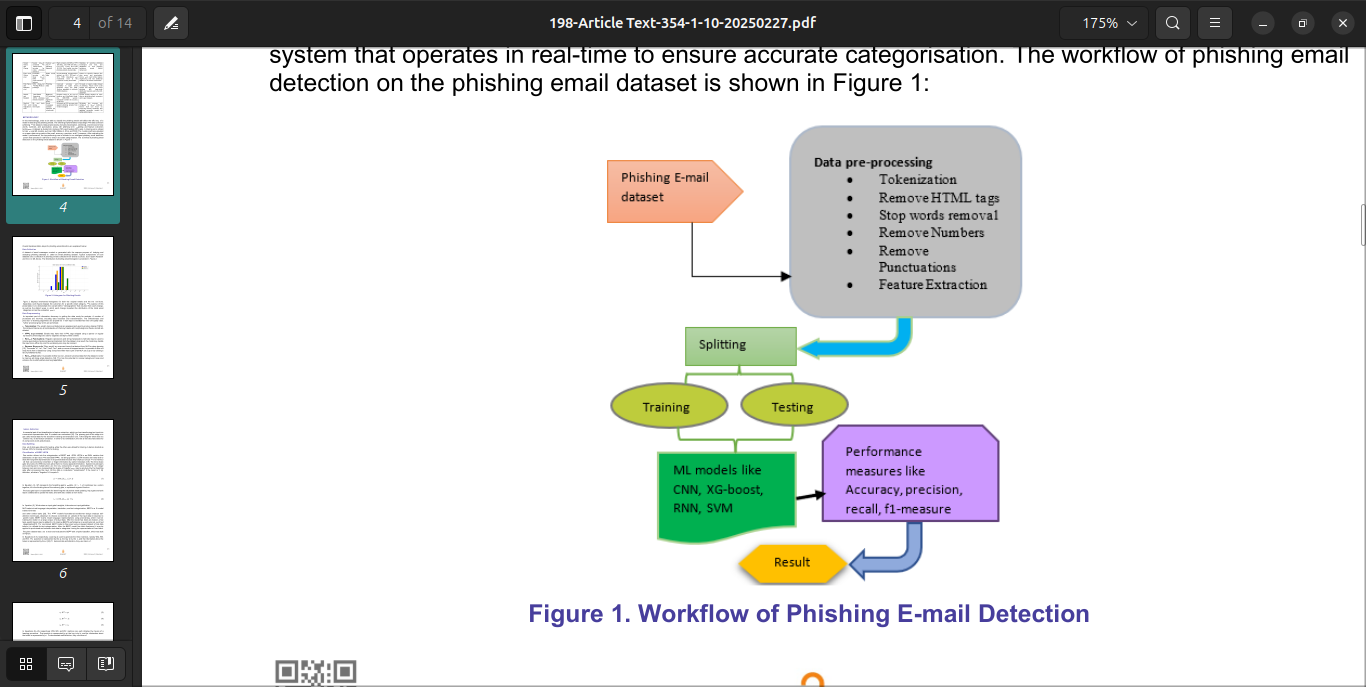 4 of 14
198-Article Text-354-1-10-20250227.pdf
175%
system that operates in real-time to ensure accurate categorisation. The workflow of phishing email
detection on the phishing email dataset is shown in Figure 1:
Phishing E-mail
dataset
Data pre-processing
• Tokenization
• Remove HTML tags
• Stop words removal
• Remove Numbers
• Remove
Punctuations
• Feature Extraction
Splitting
Training
Testing
ML models like
CNN, XG-boost,
RNN, SVM
Performance
measures like
Accuracy, precision,
recall, f1-measure
Result
Figure 1. Workflow of Phishing E-mail Detection
4
5
6